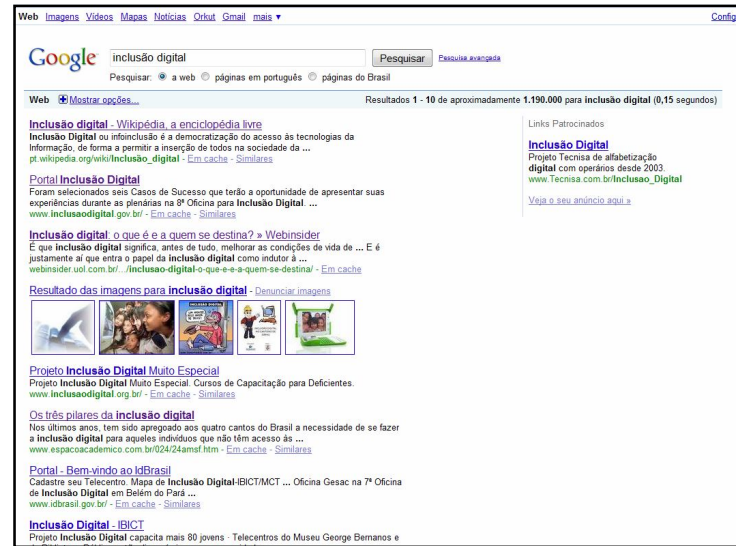 Web Imagens Vídeos Mapas Notícias Orkut Gmail mais ▼ Config
Google inclusão digital Pesquisar Pesquisa avançada
Pesquisar: a web páginas em português páginas do Brasil
Web Mostrar opções... Resultados 1 - 10 de aproximadamente 1.190.000 para inclusão digital (0,15 segundos)
Inclusão digital - Wikipédia, a enciclopédia livre
Inclusão Digital ou infoinclusão é a democratização do acesso às tecnologias da
Informação, de forma a permitir a inserção de todos na sociedade da ...
pt.wikipedia.org/wiki/Inclusão_digital - Em cache - Similares
Portal Inclusão Digital
Foram selecionados seis Casos de Sucesso que terão a oportunidade de apresentar suas
experiências durante as plenárias na 8ª Oficina para Inclusão Digital. ...
www.inclusaodigital.gov.br/ - Em cache - Similares
Inclusão digital: o que é e a quem se destina? » Webinsider
É que inclusão digital significa, antes de tudo, melhorar as condições de vida de ... E é
justamente aí que entra o papel da inclusão digital como indutor à ...
webinsider.uol.com.br/.../inclusao-digital-o-que-e-e-a-quem-se-destina/ - Em cache
Resultado das imagens para inclusão digital - Denunciar imagens
INCLUSÃO DIGITAL
Projeto Inclusão Digital Muito Especial
Projeto Inclusão Digital Muito Especial. Cursos de Capacitação para Deficientes.
www.inclusaodigital.org.br/ - Em cache - Similares
Os três pilares da inclusão digital
Nos últimos anos, tem sido apregoado aos quatro cantos do Brasil a necessidade de se fazer
a inclusão digital para aqueles indivíduos que não têm acesso às ...
www.espacoacademico.com.br/024/24amsf.htm - Em cache - Similares
Portal - Bem-vindo ao IdBrasil
Cadastre seu Telecentro. Mapa de Inclusão Digital-IBICT/MCT ... Oficina Gesac na 7ª Oficina
de Inclusão Digital em Belém do Pará ...
www.idbrasil.gov.br/ - Em cache - Similares
Inclusão Digital - IBICT
Projeto Inclusão Digital capacita mais 80 jovens · Telecentros do Museu George Bernanos e
Links Patrocinados
Inclusão Digital
Projeto Tecnisa de alfabetização
digital com operários desde 2003.
www.Tecnisa.com.br/Inclusao_Digital
Veja o seu anúncio aqui »